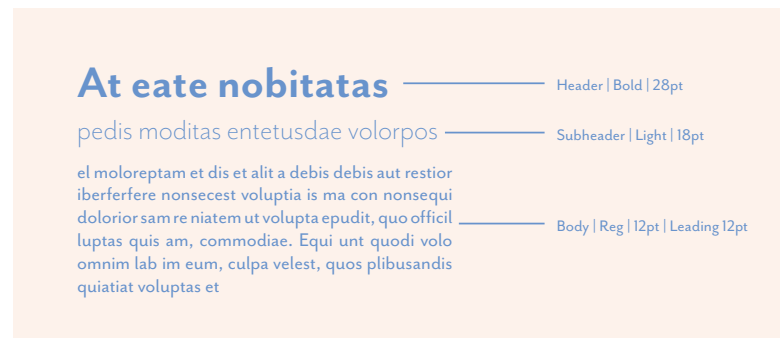 At eate nobitatas
Header | Bold | 28pt
pedis moditas entetusdae volorpos
Subheader | Light | 18pt
el moloreptam et dis et alit a debis debis aut restior
iberferfere nonsecest voluptia is ma con nonsequi
dolorior sam re niatem ut volupta epudit, quo officil
luptas quis am, commodiae. Equi unt quodi volo
omnim lab im eum, culpa velest, quos plibusandis
quiatiat voluptas et
Body | Reg | 12pt | Leading 12pt